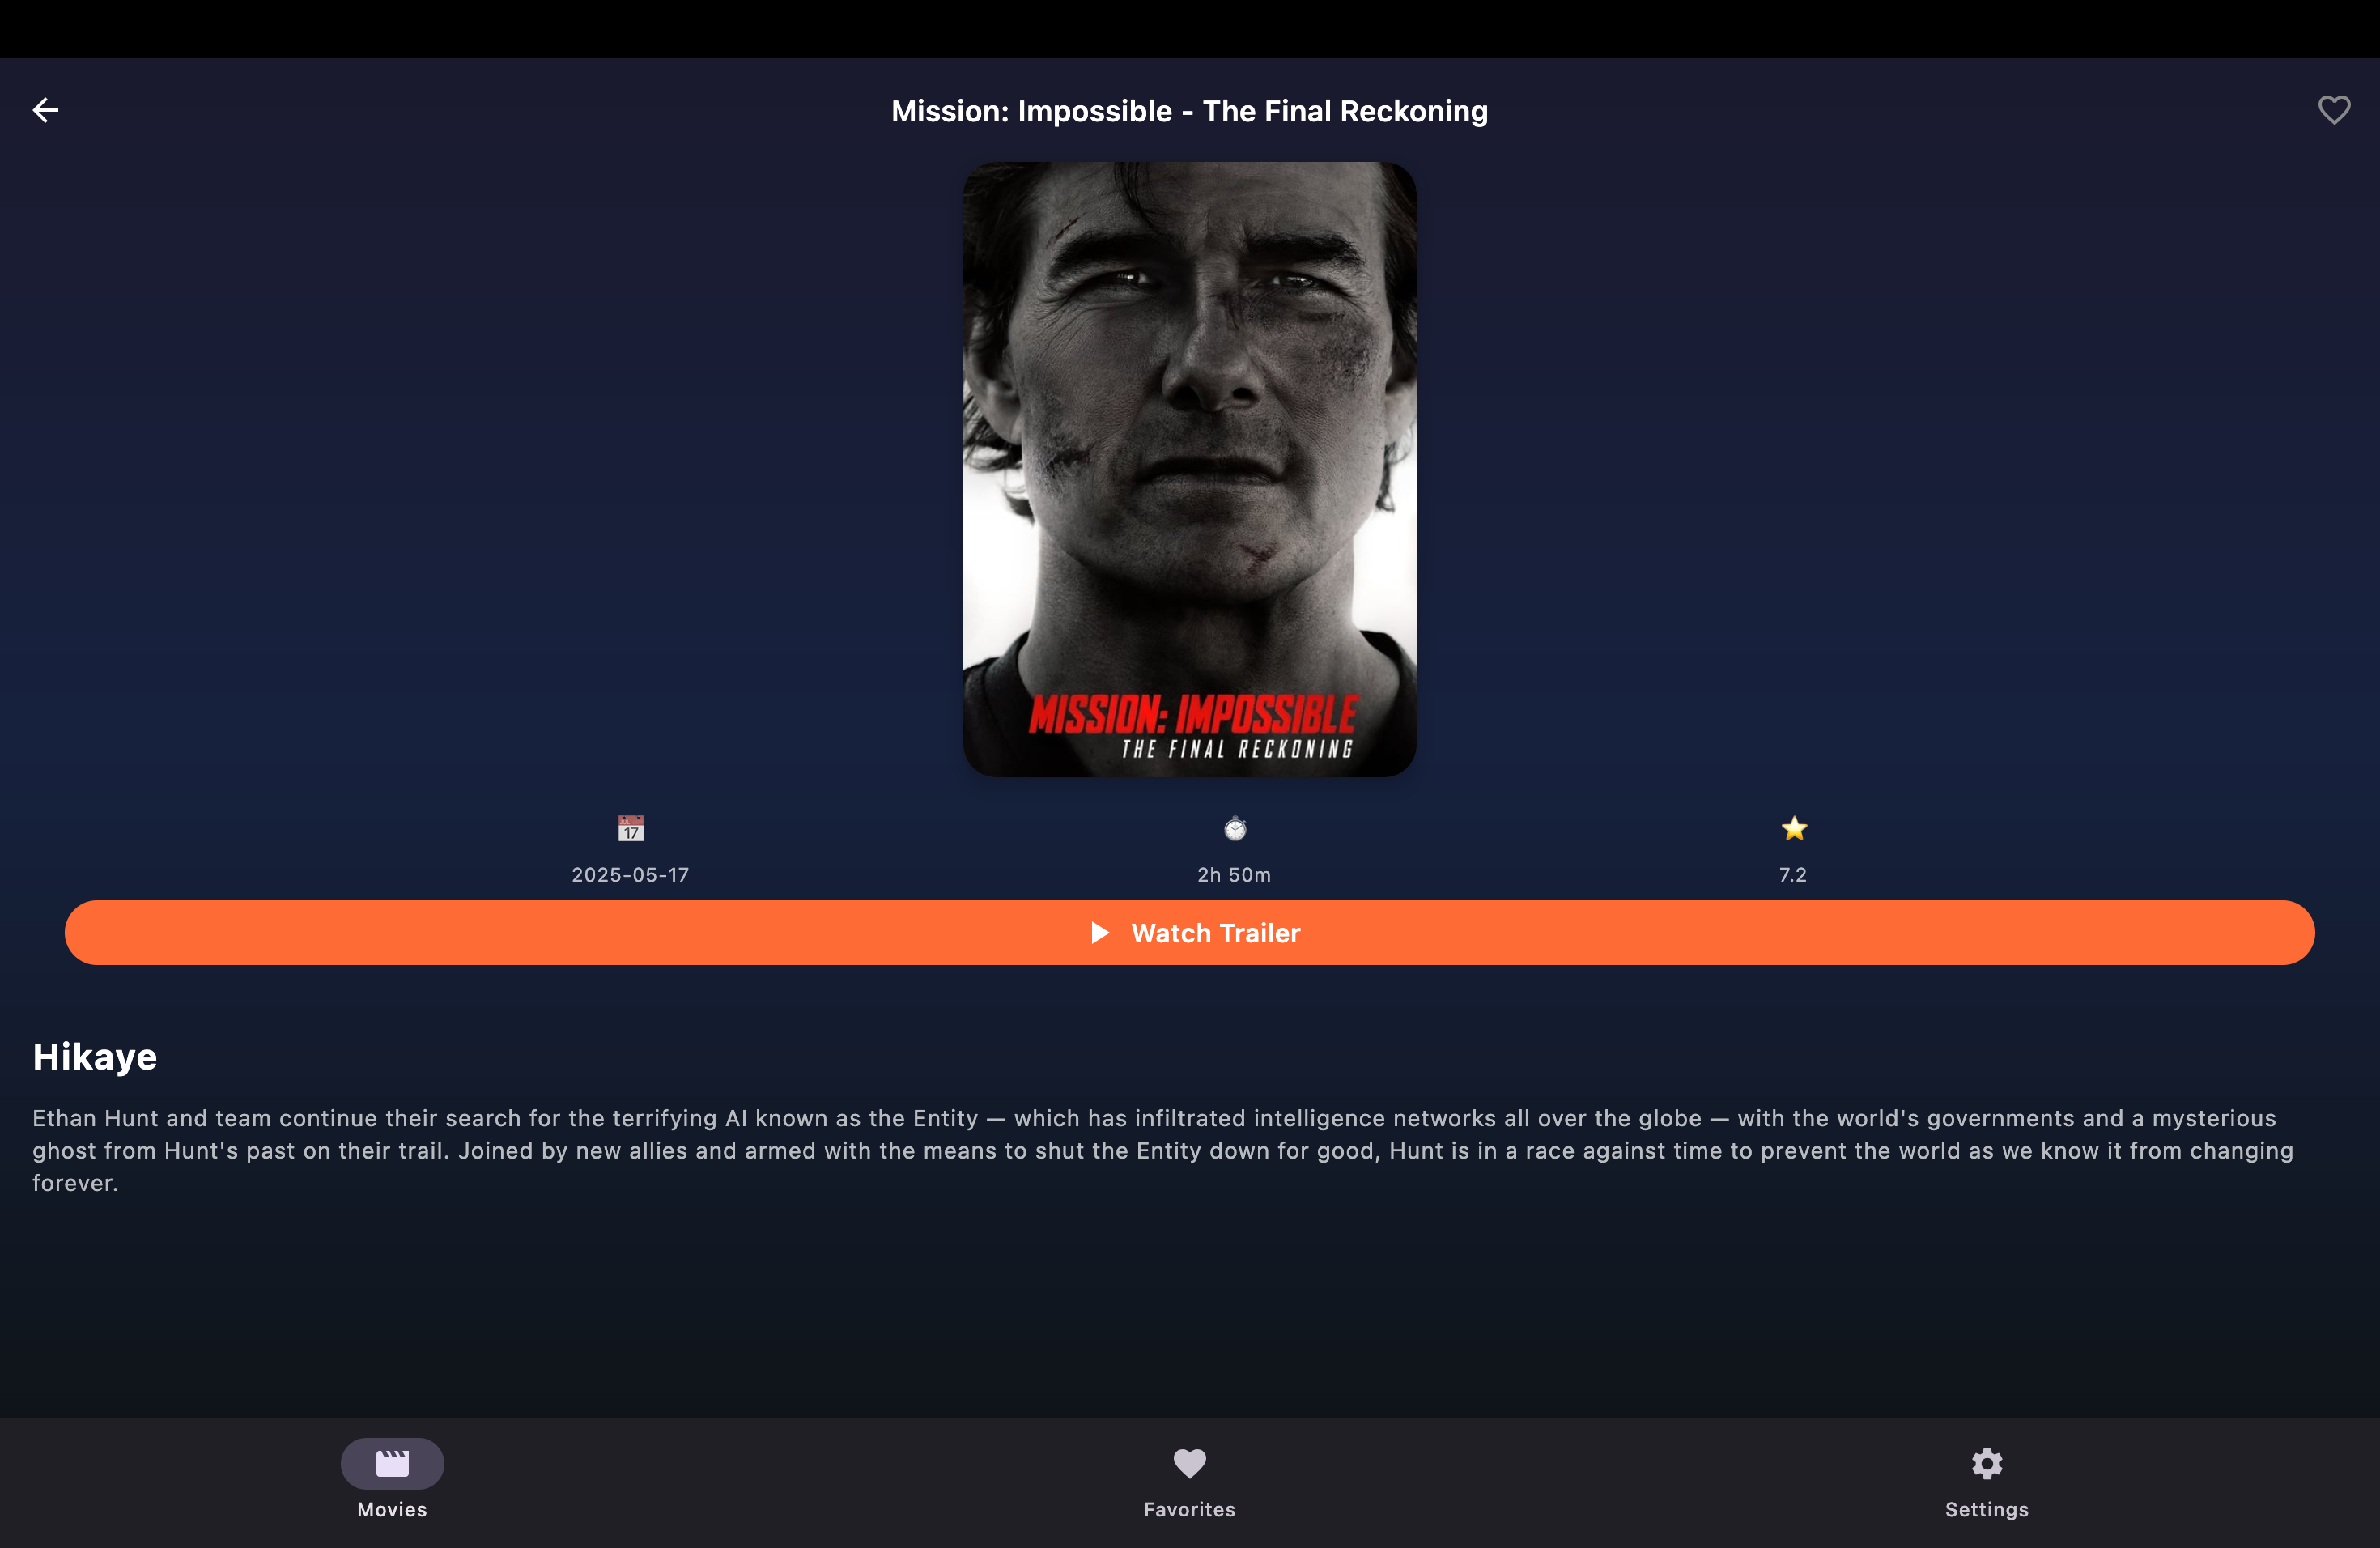 Mission: Impossible - The Final Reckoning
MISSION: IMPOSSIBLE
THE FINAL RECKONING
17
2025-05-17
2h 50m
7.2
Watch Trailer
Hikaye
Ethan Hunt and team continue their search for the terrifying AI known as the Entity — which has infiltrated intelligence networks all over the globe — with the world's governments and a mysterious
ghost from Hunt's past on their trail. Joined by new allies and armed with the means to shut the Entity down for good, Hunt is in a race against time to prevent the world as we know it from changing
forever.
Movies
Favorites
Settings